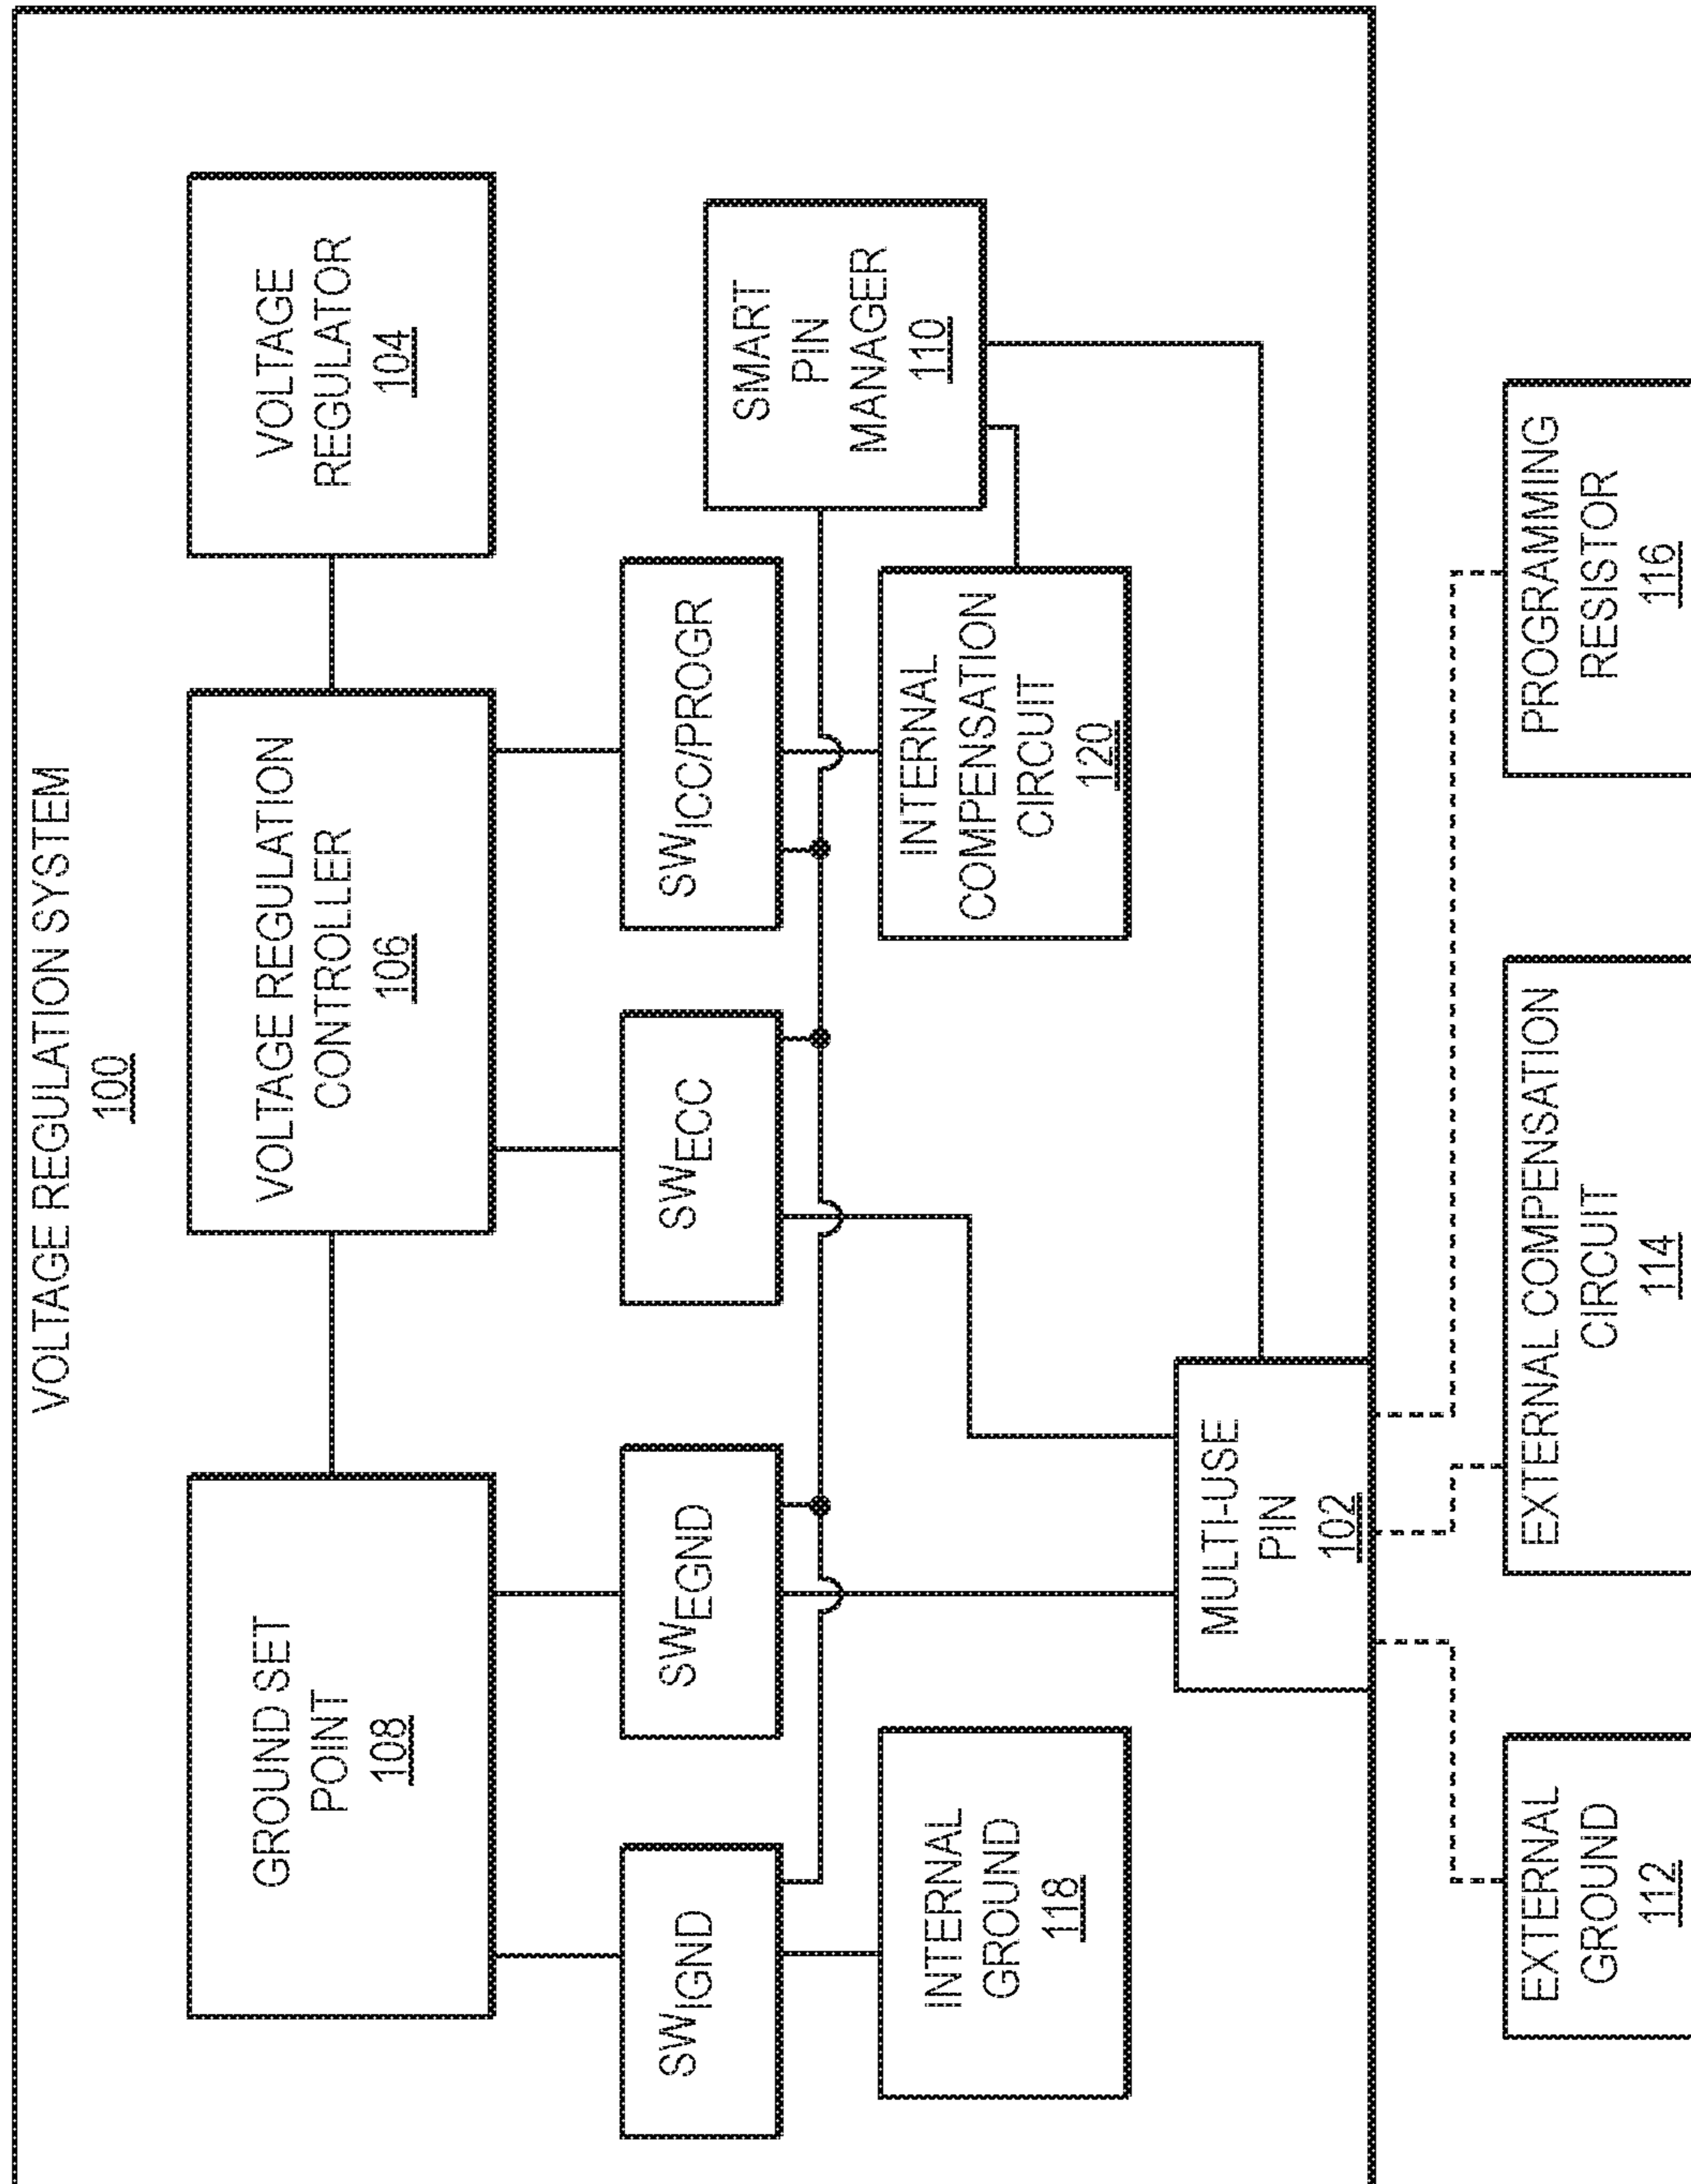 VOLTAGE REGULATION SYSTEM
100
GROUND SET
POINT
108
VOLTAGE REGULATION
CONTROLLER
106
VOLTAGE
REGULATOR
104
SWIGND
SWEGND
SWECC
SWICC/PROGR
SMART
PIN
MANAGER
110
INTERNAL
GROUND
118
INTERNAL
COMPENSATION
CIRCUIT
120
MULTI-USE
PIN
102
EXTERNAL
GROUND
112
EXTERNAL COMPENSATION
CIRCUIT
114
PROGRAMMING
RESISTOR
116